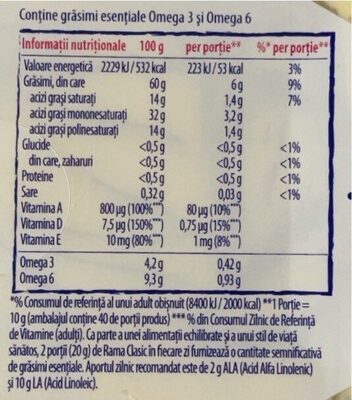 Conține grăsimi esențiale Omega 3 și Omega 6
Informații nutriționale 100 g per porție** %* per porție**
Valoare energetică 2229 kJ / 532 kcal 223 kJ / 53 kcal 3%
Grăsimi, din care 60 g 6 g 9%
acizi grași saturați 14 g 1,4 g 7%
acizi grași mononesaturați 32 g 3,2 g
acizi grași polinesaturați 14 g 1,4 g
Glucide <0,5 g <0,5 g <1%
din care, zaharuri <0,5 g <0,5 g <1%
Proteine <0,5 g <0,5 g <1%
Sare 0,32 g 0,03 g <1%
Vitamina A 800 µg (100%***) 80 µg (10%***)
Vitamina D 7,5 µg (150%***) 0,75 µg (15%***)
Vitamina E 10 mg (80%***) 1 mg (8%***)
Omega 3 4,2 g 0,42 g
Omega 6 9,3 g 0,93 g
*% Consumul de referință al unui adult obișnuit (8400 kJ / 2000 kcal) **1 Porție =
10 g (ambalajul conține 40 de porții produs) *** % din Consumul Zilnic de Referință
de Vitamine (adulți). Ca parte a unei alimentații echilibrate și a unui stil de viață
sănătos, 2 porții (20 g) de Rama Clasic în fiecare zi furnizează o cantitate semnificativă
de grăsimi esențiale. Aportul zilnic recomandat este de 2 g ALA (Acid Alfa Linolenic)
și 10 g LA (Acid Linoleic).